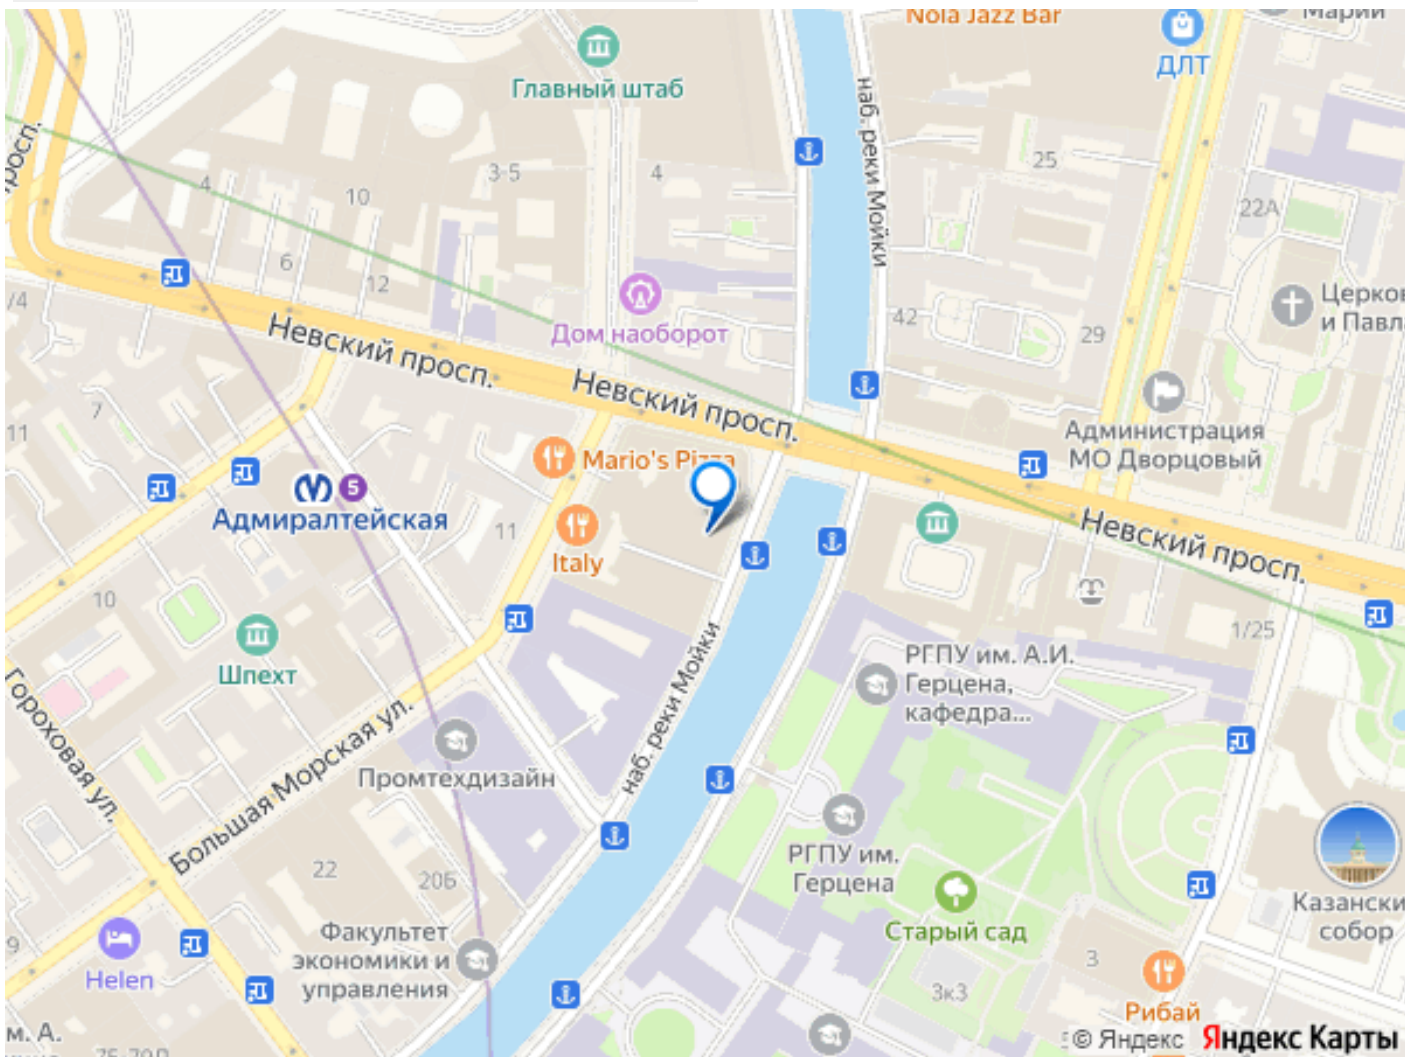 Nola Jazz Bar
Марии
ДЛТ
Главный штаб
наб. реки Мойки
просп.
3-5
4
25
4
10
22А
6
12
/4
42
29
Церков
и Павл
Дом наоборот
Невский просп.
Невский просп.
7
11
Администрация
МО Дворцовый
Mario's Pizza
5
Адмиралтейская
11
Italy
Невский просп.
10
1/25
Шпехт
наб. реки Мойки
РГПУ им. А.И.
Герцена,
кафедра...
Гороховая ул.
Большая Морская ул.
Промтехдизайн
РГПУ им.
Герцена
22
20Б
Казански
собор
Старый сад
9
Helen
Факультет
экономики и
управления
3
3к3
Рибай
м. А.
© Яндекс
Яндекс Карты